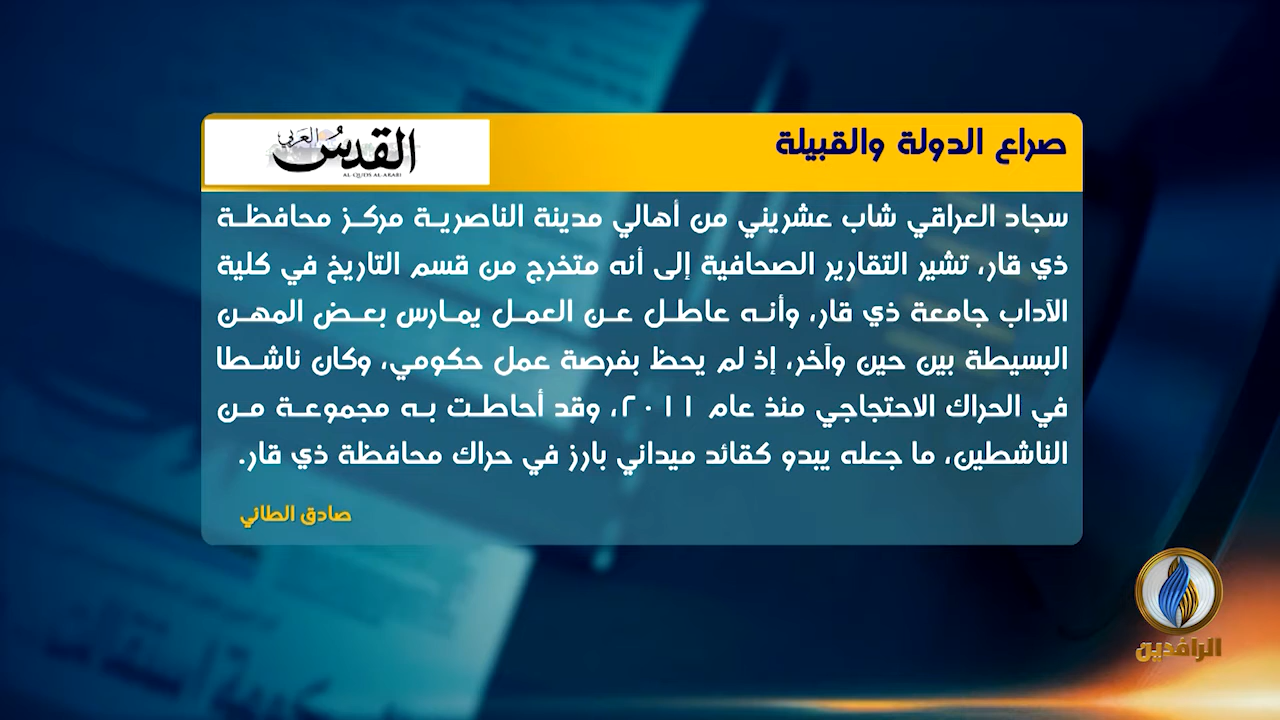 صراع الدولة والقبيلة
القدس العربي
AL-QUDS AL-ARABI
سجاد العراقي شاب عشريني من أهالي مدينة الناصرية مركز محافظة
ذي قار، تشير التقارير الصحافية إلى أنه متخرج من قسم التاريخ في كلية
الآداب جامعة ذي قار، وأنه عاطل عن العمل يمارس بعض المهن
البسيطة بين حين وآخر، إذ لم يحظ بفرصة عمل حكومي، وكان ناشطا
في الحراك الاحتجاجي منذ عام ٢٠١١، وقد أحاطت به مجموعة من
الناشطين، ما جعله يبدو كقائد ميداني بارز في حراك محافظة ذي قار.
صادق الطائي
الرافدين